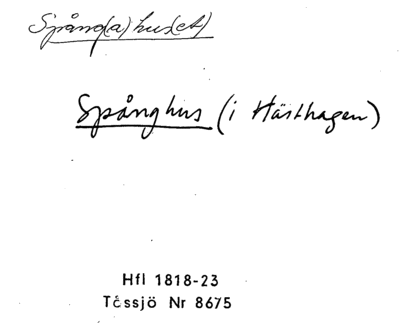 Spång(a)hus(et)
Spånghus (i Hästhagen)
Hfl 1818-23
Tåssjö Nr 8675